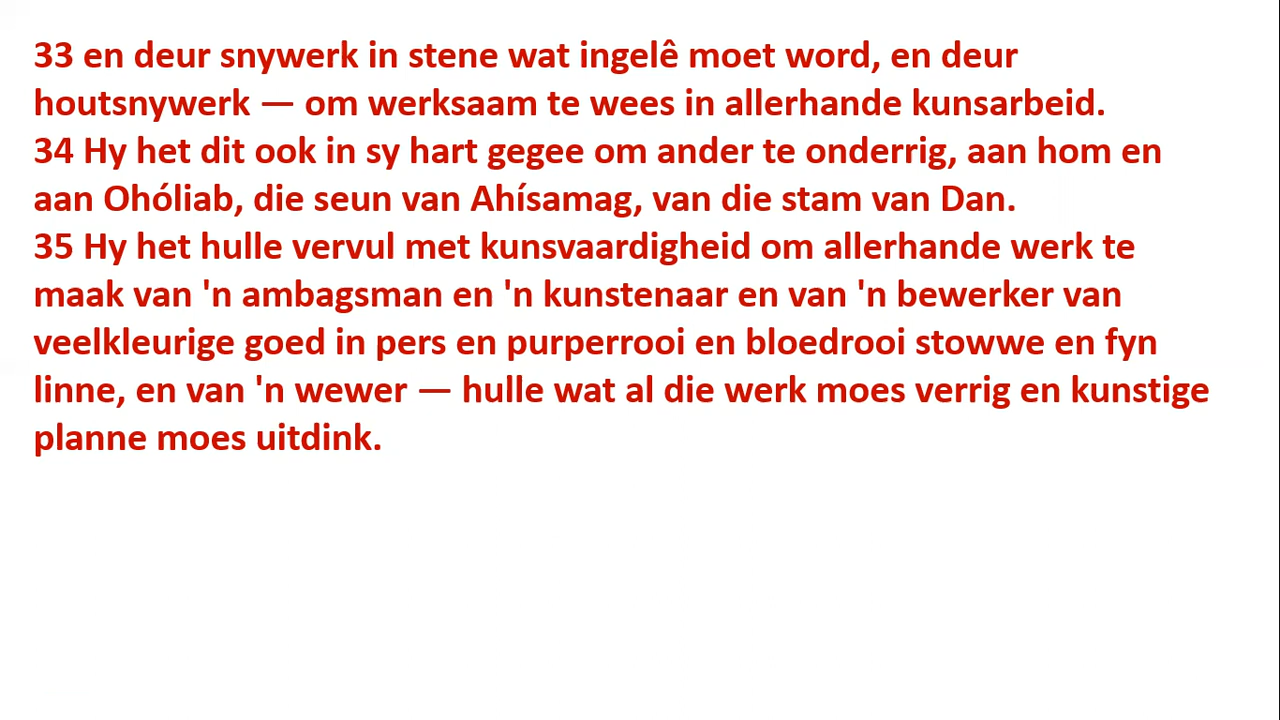 33 en deur snywerk in stene wat ingelê moet word, en deur
houtsnywerk — om werksaam te wees in allerhande kunsarbeid.
34 Hy het dit ook in sy hart gegee om ander te onderrig, aan hom en
aan Ohóliab, die seun van Ahísamag, van die stam van Dan.
35 Hy het hulle vervul met kunsvaardigheid om allerhande werk te
maak van 'n ambagsman en 'n kunstenaar en van 'n bewerker van
veelkleurige goed in pers en purperrooi en bloedrooi stowwe en fyn
linne, en van 'n wewer — hulle wat al die werk moes verrig en kunstige
planne moes uitdink.